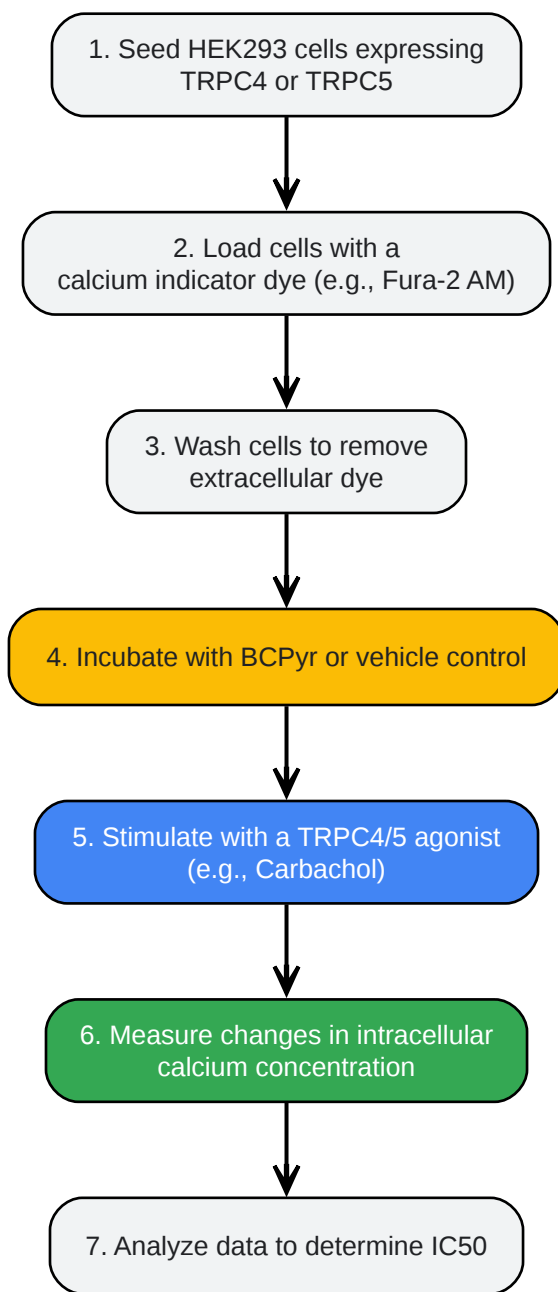 1. Seed HEK293 cells expressing
TRPC4 or TRPC5
2. Load cells with a
calcium indicator dye (e.g., Fura-2 AM)
3. Wash cells to remove
extracellular dye
4. Incubate with BCPyr or vehicle control
5. Stimulate with a TRPC4/5 agonist
(e.g., Carbachol)
6. Measure changes in intracellular
calcium concentration
7. Analyze data to determine IC50